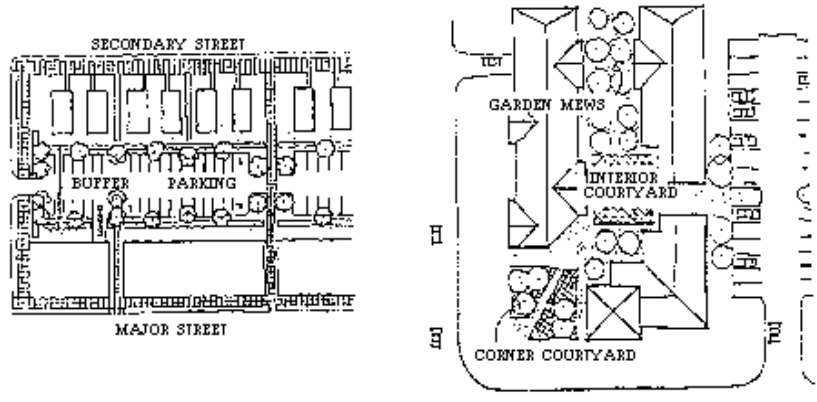 SECONDARY STREET
BUFFER PARKING
MAJOR STREET
GARDEN MEWS
INTERIOR
COURTYARD
CORNER COURTYARD